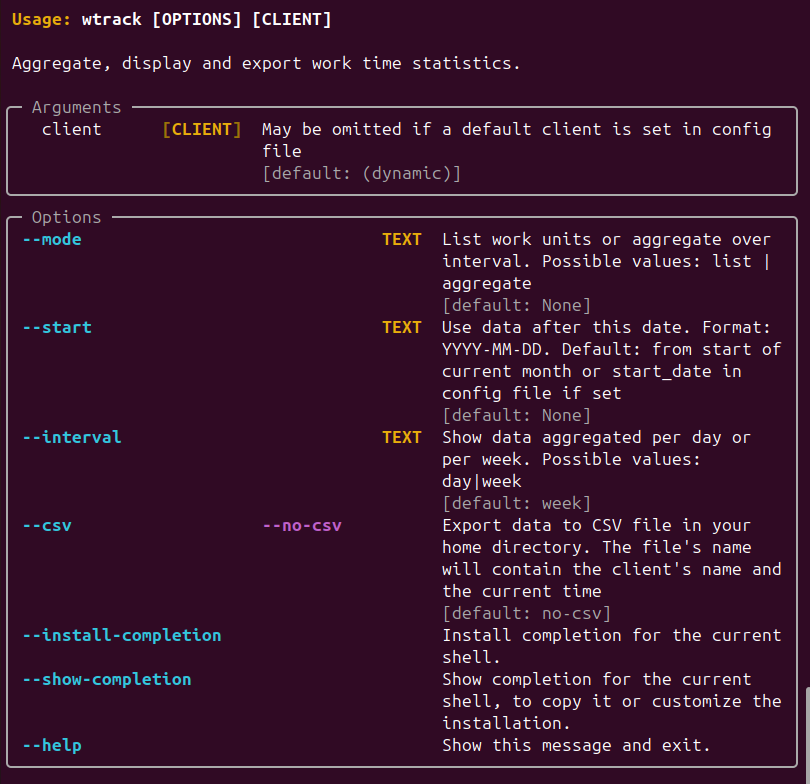 Usage: wtrack [OPTIONS] [CLIENT]
Aggregate, display and export work time statistics.
Arguments
client [CLIENT] May be omitted if a default client is set in config
file
[default: (dynamic)]
Options
--mode TEXT List work units or aggregate over
interval. Possible values: list |
aggregate
[default: None]
--start TEXT Use data after this date. Format:
YYYY-MM-DD. Default: from start of
current month or start_date in
config file if set
[default: None]
--interval TEXT Show data aggregated per day or
per week. Possible values:
day|week
[default: week]
--csv --no-csv Export data to CSV file in your
home directory. The file's name
will contain the client's name and
the current time
[default: no-csv]
--install-completion Install completion for the current
shell.
--show-completion Show completion for the current
shell, to copy it or customize the
installation.
--help Show this message and exit.